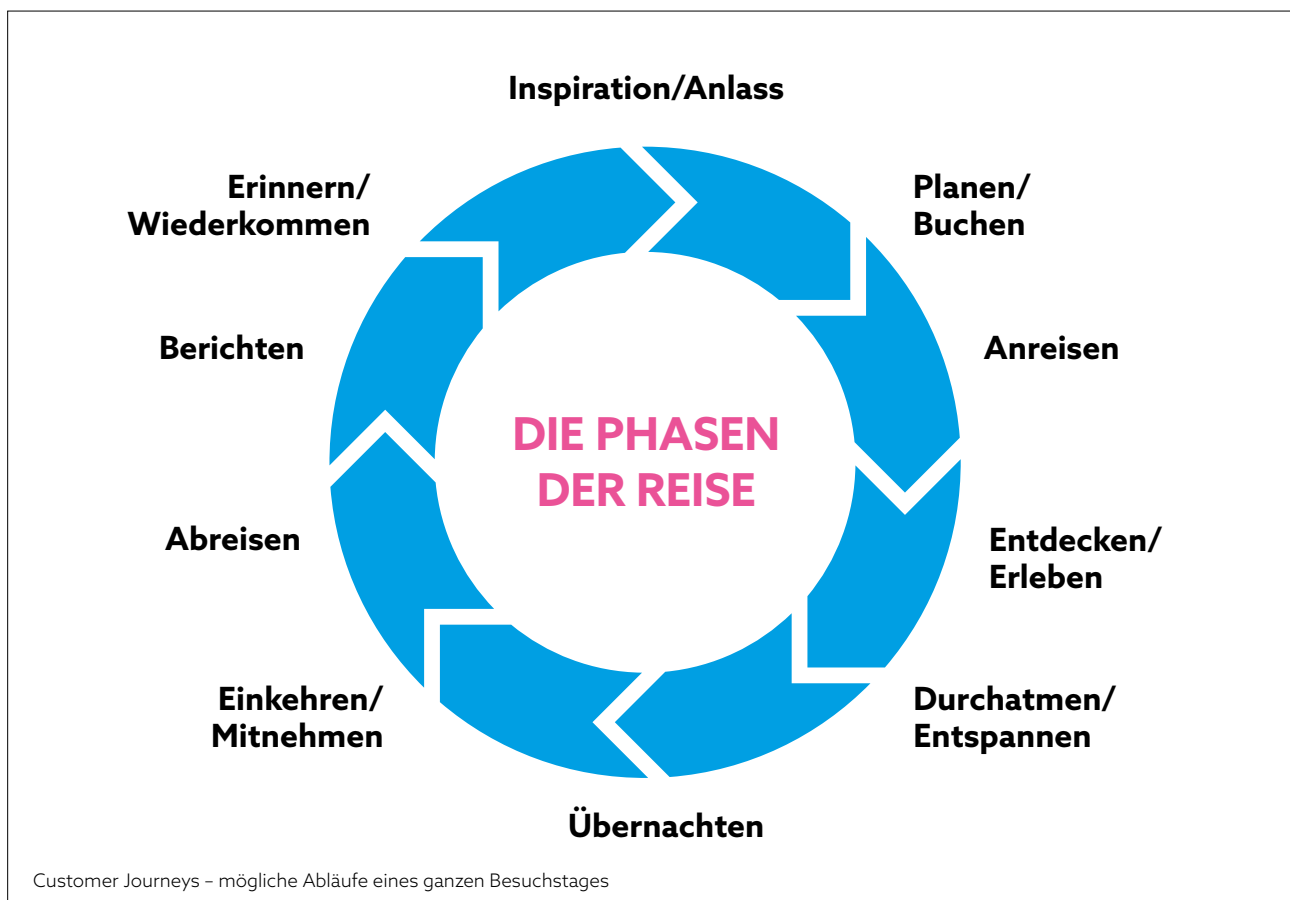 Inspiration/Anlass
Planen/
Buchen
Anreisen
Entdecken/
Erleben
Durchatmen/
Entspannen
Übernachten
Einkehren/
Mitnehmen
Abreisen
Berichten
Erinnern/
Wiederkommen
DIE PHASEN
DER REISE
Customer Journeys – mögliche Abläufe eines ganzen Besuchstages